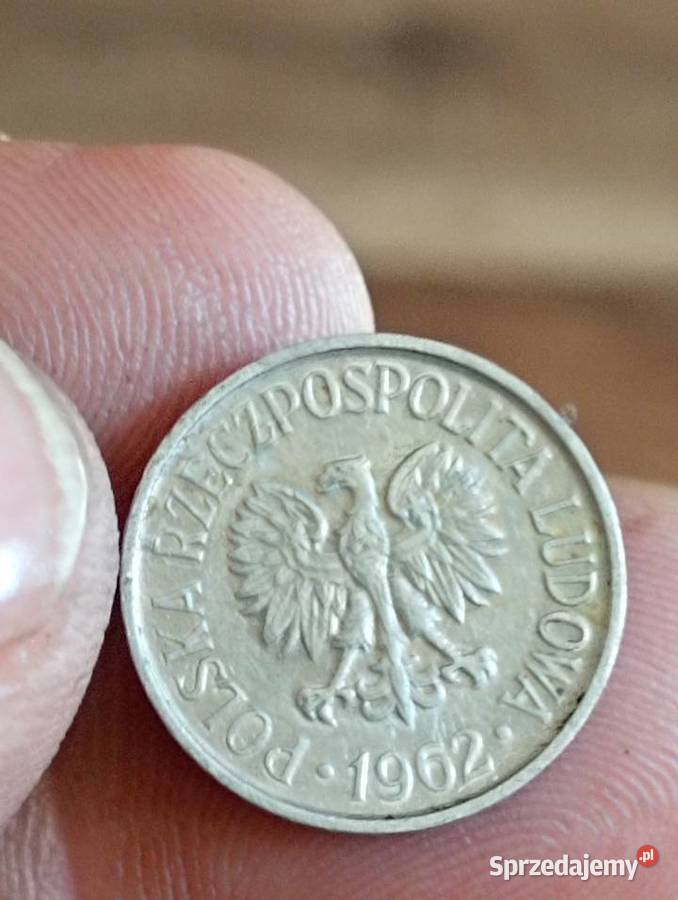 POLSKA RZECZPOSPOLITA LUDOWA
· 1962 ·
Sprzedajemy.pl